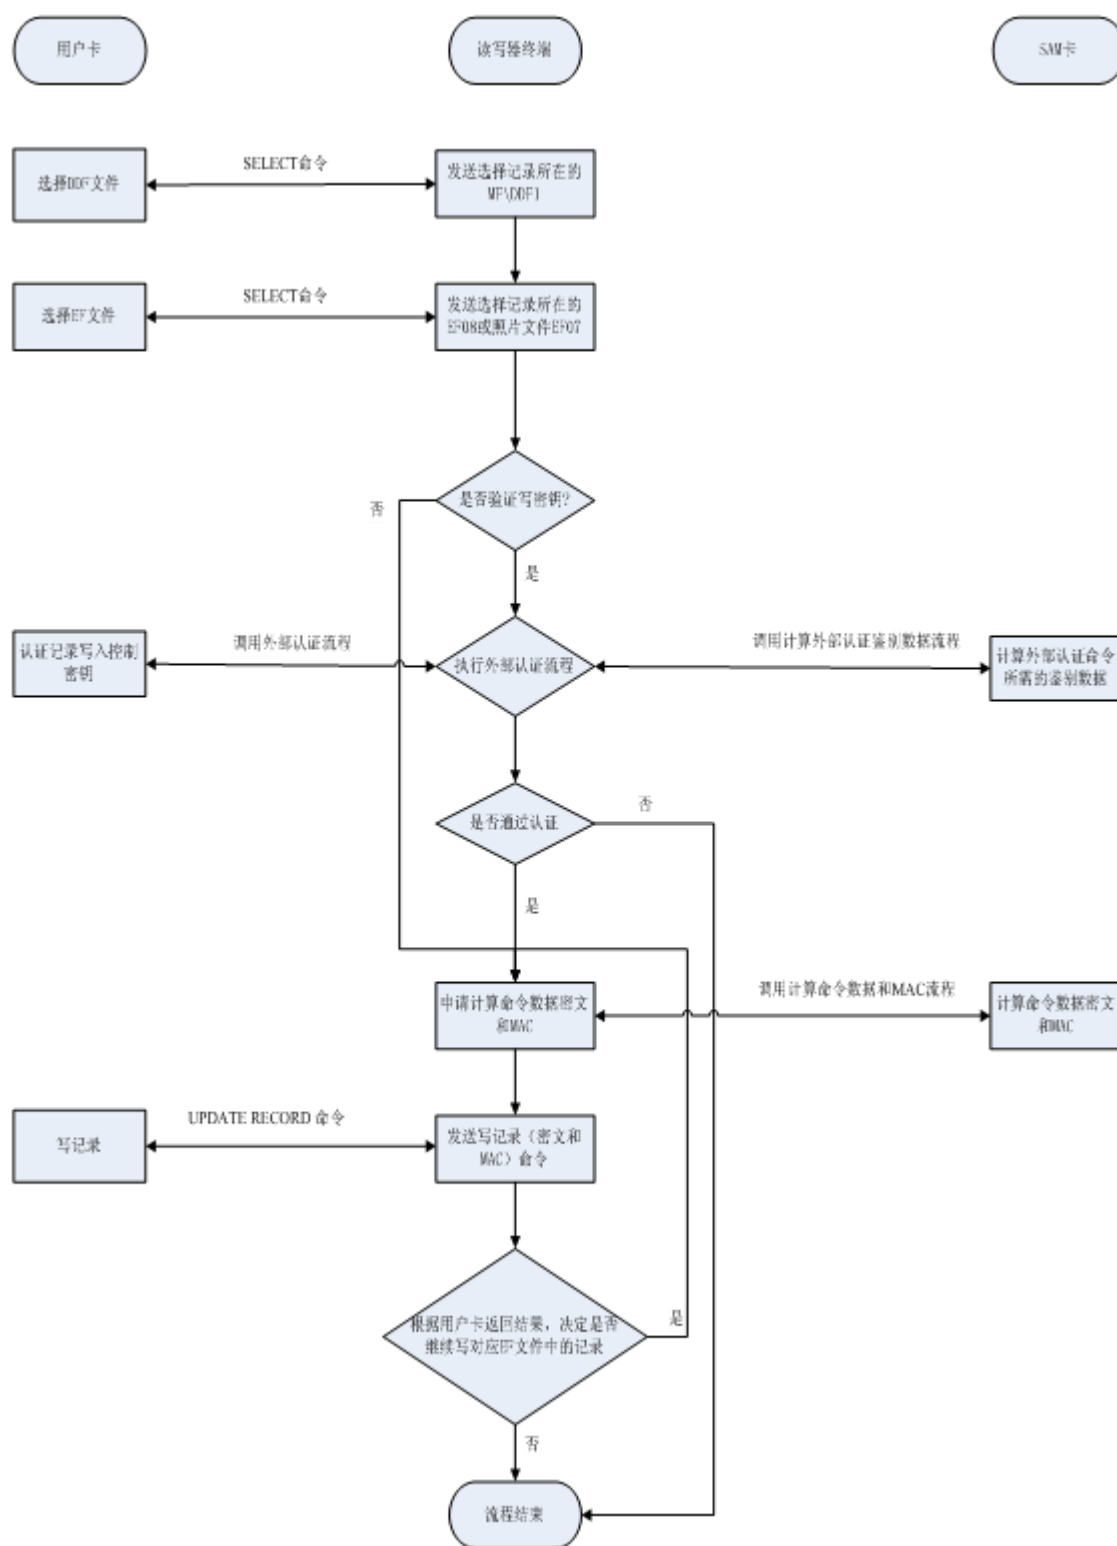 用户卡
读写器终端
SAM卡
SELECT命令
选择DDF文件
发送选择记录所在的
MF\DDF1
SELECT命令
选择EF文件
发送选择记录所在的
EF08或照片文件EF07
是否验证写密钥?
否
是
认证记录写入控制
密钥
调用外部认证流程
执行外部认证流程
调用计算外部认证鉴别数据流程
计算外部认证命令
所需的鉴别数据
否
是否通过认证
是
申请计算命令数据密文
和MAC
调用计算命令数据和MAC流程
计算命令数据密文
和MAC
写记录
UPDATE RECORD 命令
发送写记录（密文和
MAC）命令
根据用户卡返回结果，决定是否
继续写对应EF文件中的记录
是
否
流程结束